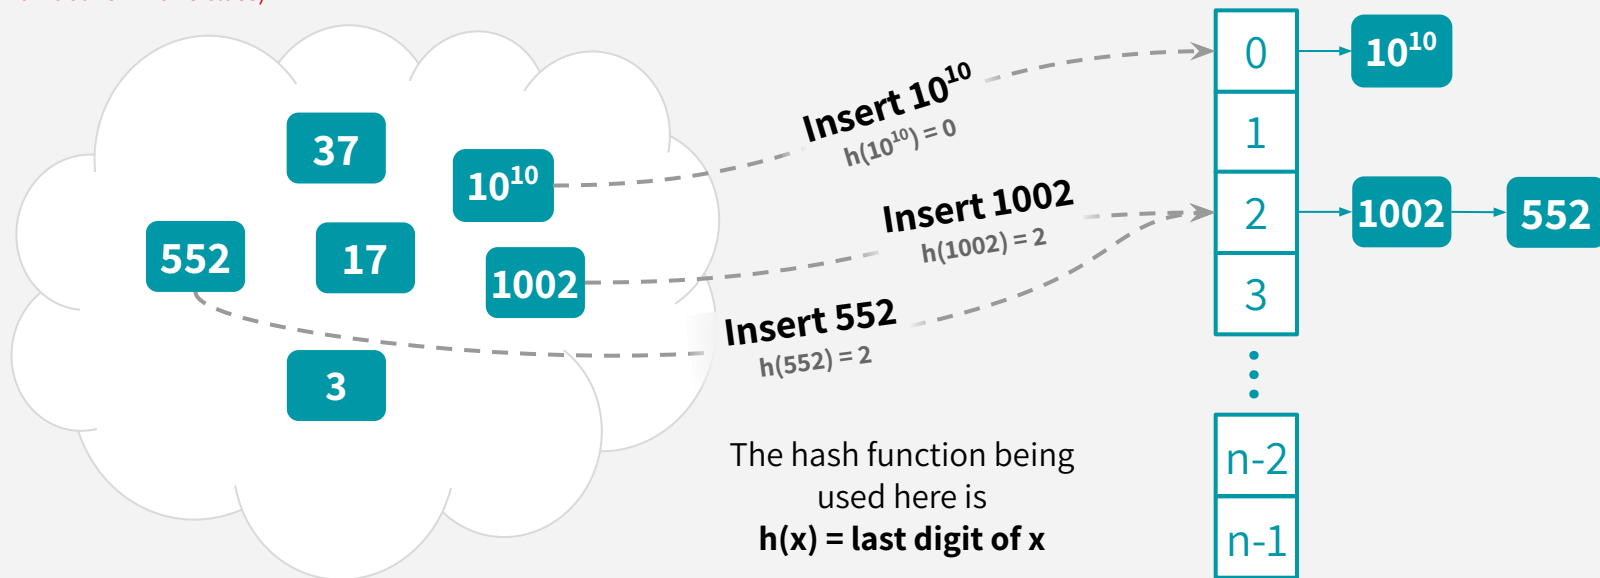 37
10¹⁰
552
17
1002
3
Insert 10¹⁰
h(10¹⁰) = 0
Insert 1002
h(1002) = 2
Insert 552
h(552) = 2
The hash function being
used here is
h(x) = last digit of x
0
10¹⁰
1
2
1002
552
3
n-2
n-1